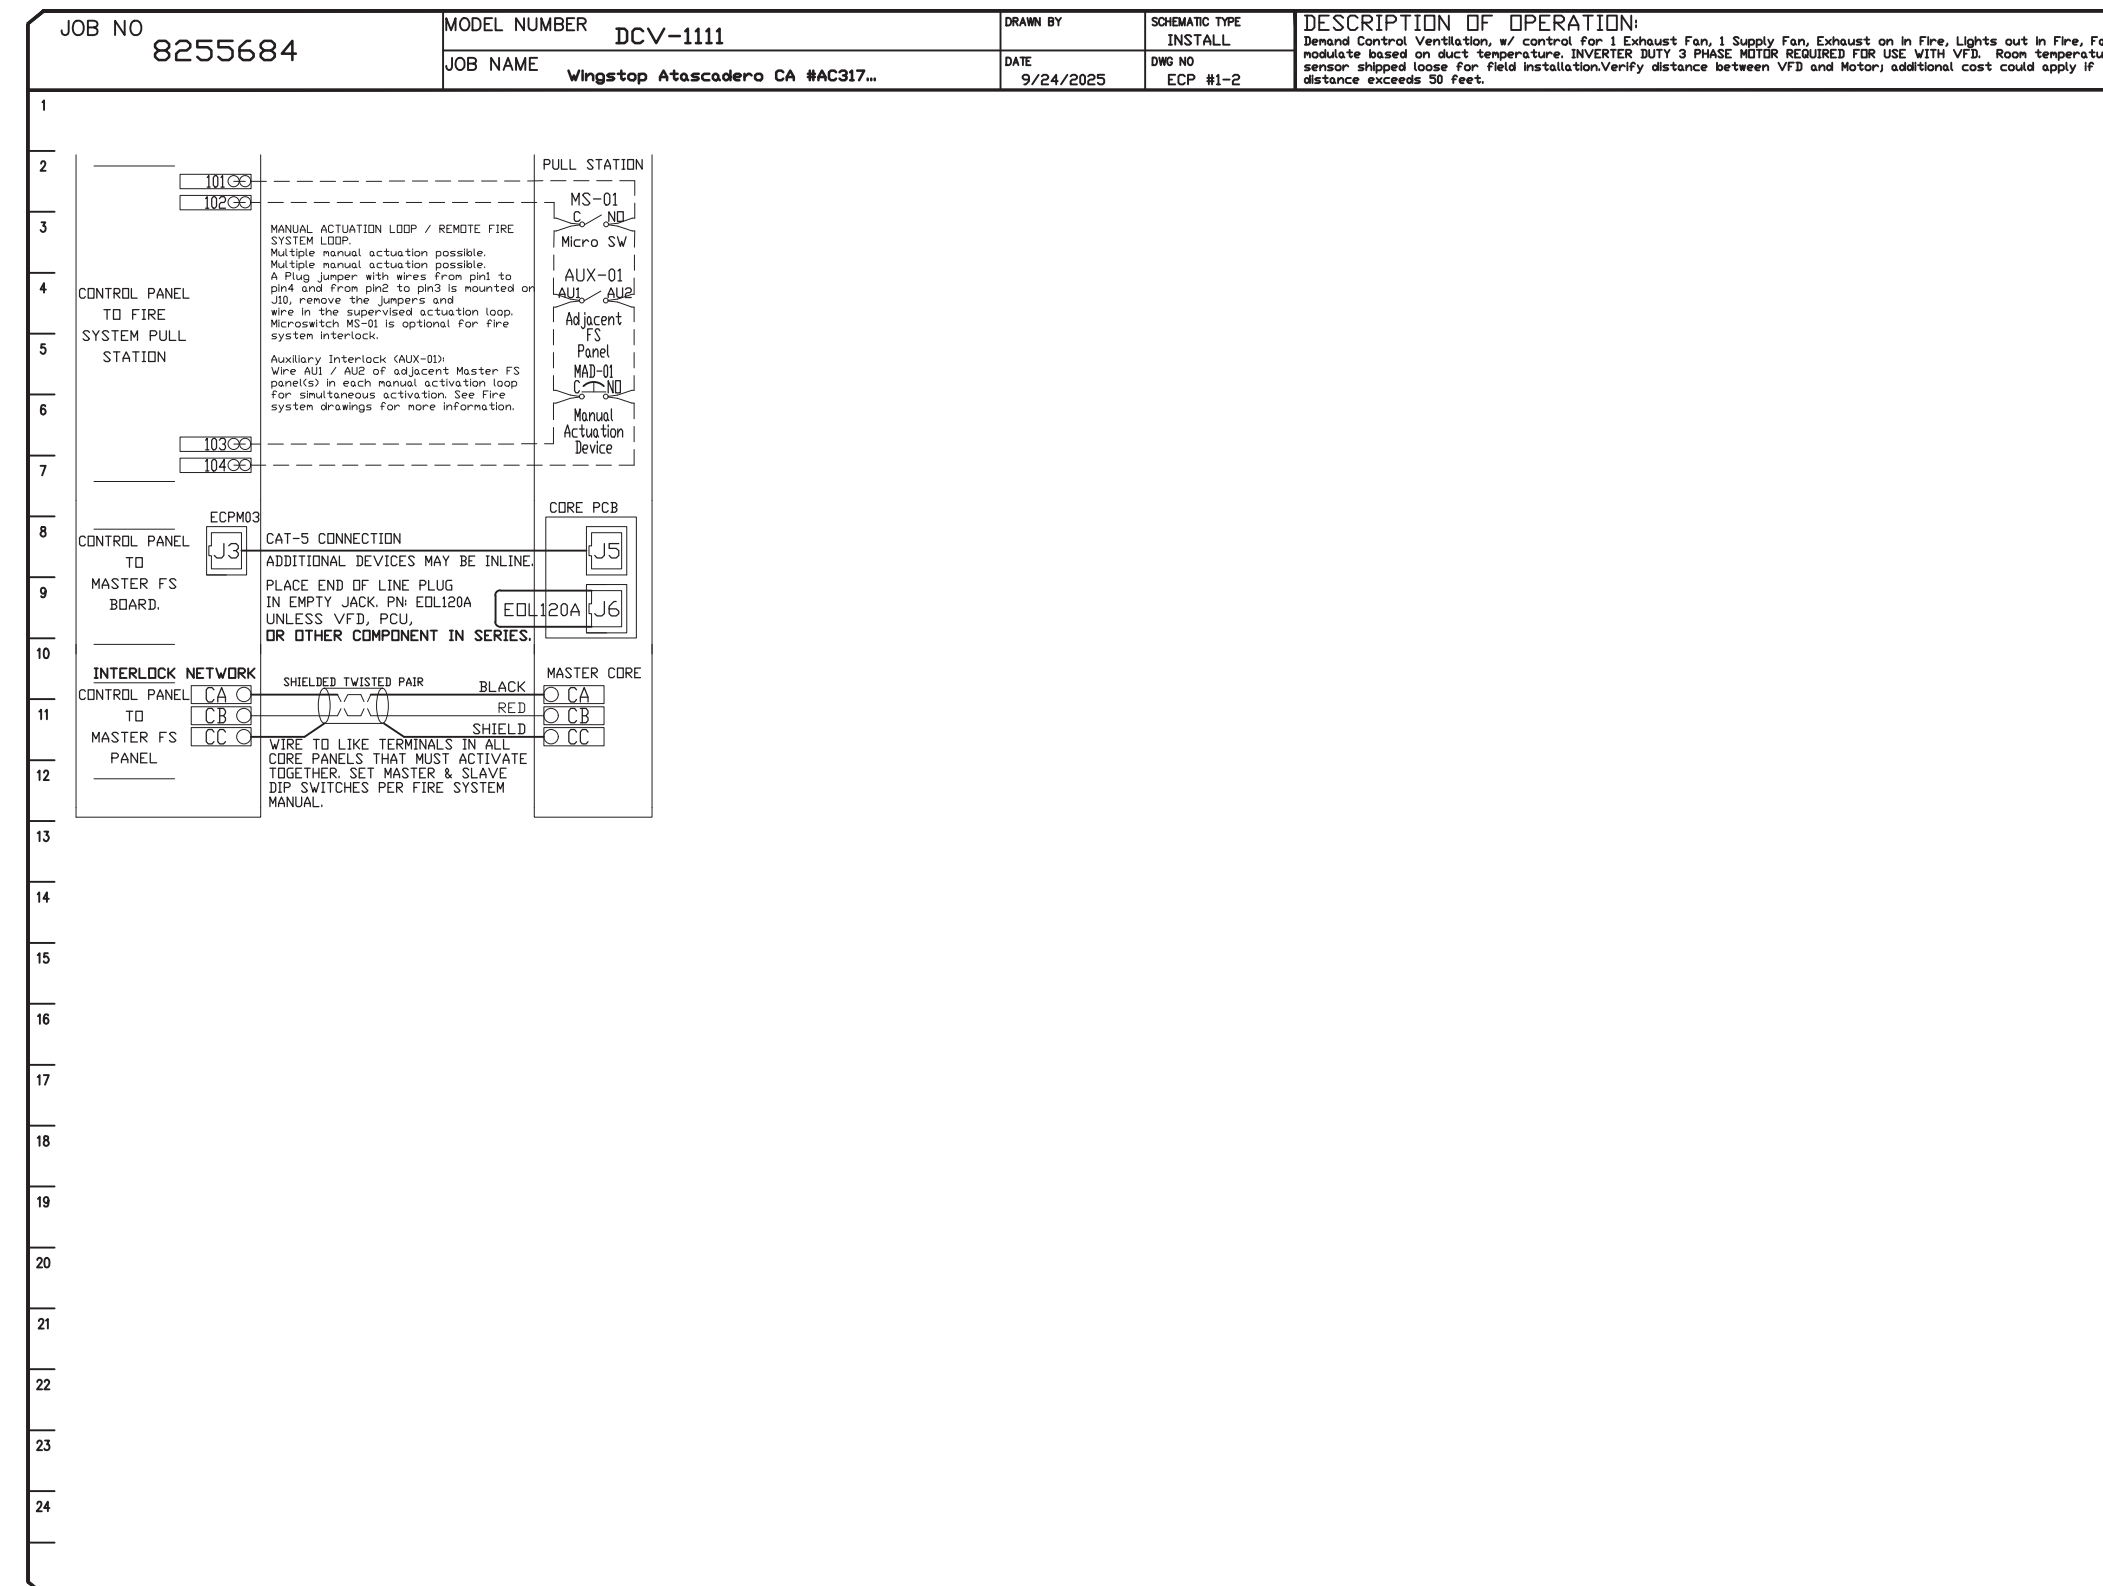 JOB NO
8255684
MODEL NUMBER
DCV-1111
JOB NAME
Wingstop Atascadero CA #AC317...
DRAWN BY
DATE
9/24/2025
SCHEMATIC TYPE
INSTALL
DWG NO
ECP #1-2
DESCRIPTION OF OPERATION:
Demand Control Ventilation, w/ control for 1 Exhaust Fan, 1 Supply Fan, Exhaust on in Fire, Lights out in Fire,
modulate based on duct temperature. INVERTER DUTY 3 PHASE MOTOR REQUIRED FOR USE WITH VFD. Room
sensor shipped loose for field installation.Verify distance between VFD and Motor; additional cost could apply if
distance exceeds 50 feet.
1
2
3
4
5
6
7
8
9
10
11
12
13
14
15
16
17
18
19
20
21
22
23
24
CONTROL PANEL
TO FIRE
SYSTEM PULL
STATION
101
102
103
104
MANUAL ACTUATION LOOP / REMOTE FIRE
SYSTEM LOOP.
Multiple manual actuation possible.
Multiple manual actuation possible.
A Plug jumper with wires from pin1 to
pin4 and from pin2 to pin3 is mounted on
J10, remove the jumpers and
wire in the supervised actuation loop.
Microswitch MS-01 is optional for fire
system interlock.
Auxiliary Interlock (AUX-01):
Wire AU1 / AU2 of adjacent Master FS
panel(s) in each manual activation loop
for simultaneous activation. See Fire
system drawings for more information.
PULL STATION
MS-01
C NO
Micro SW
AUX-01
AU1 AU2
Adjacent
FS
Panel
MAD-01
C NO
Manual
Actuation
Device
CONTROL PANEL
TO
MASTER FS
BOARD.
ECPM03
J3
CAT-5 CONNECTION
ADDITIONAL DEVICES MAY BE INLINE.
PLACE END OF LINE PLUG
IN EMPTY JACK. PN: EOL120A
UNLESS VFD, PCU,
OR OTHER COMPONENT IN SERIES.
CORE PCB
J5
EOL120A
J6
INTERLOCK NETWORK
CONTROL PANEL
TO
MASTER FS
PANEL
CA
CB
CC
SHIELDED TWISTED PAIR
BLACK
RED
SHIELD
WIRE TO LIKE TERMINALS IN ALL
CORE PANELS THAT MUST ACTIVATE
TOGETHER. SET MASTER & SLAVE
DIP SWITCHES PER FIRE SYSTEM
MANUAL.
MASTER CORE
CA
CB
CC